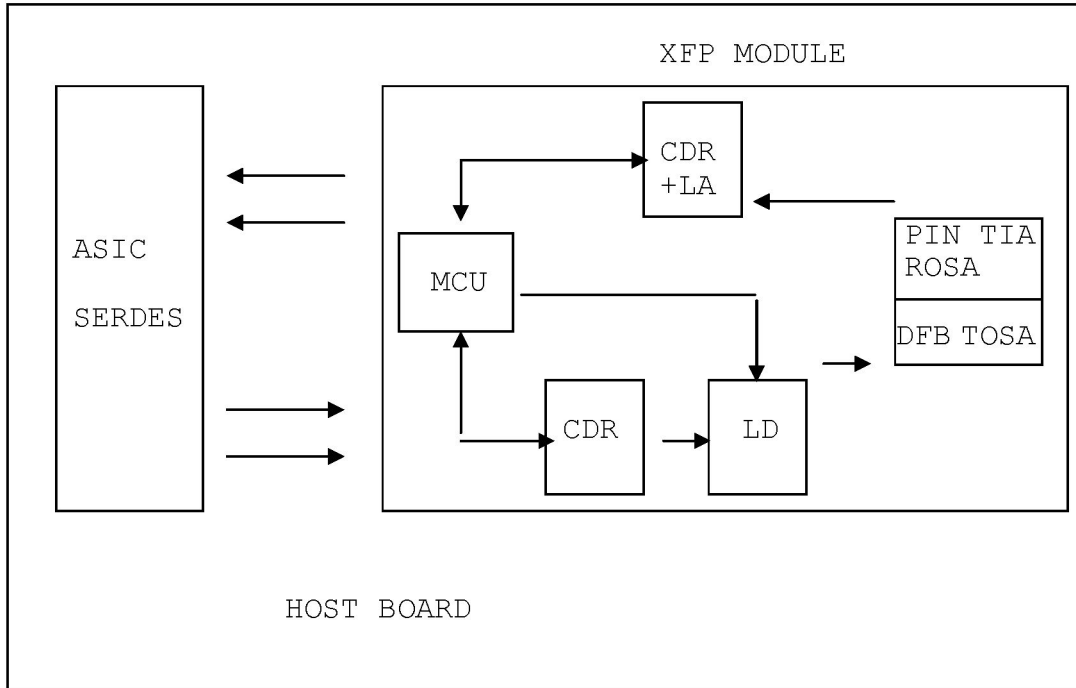 XFP MODULE
CDR
+LA
ASIC
SERDES
PIN TIA
ROSA
MCU
DFB TOSA
CDR
LD
HOST BOARD